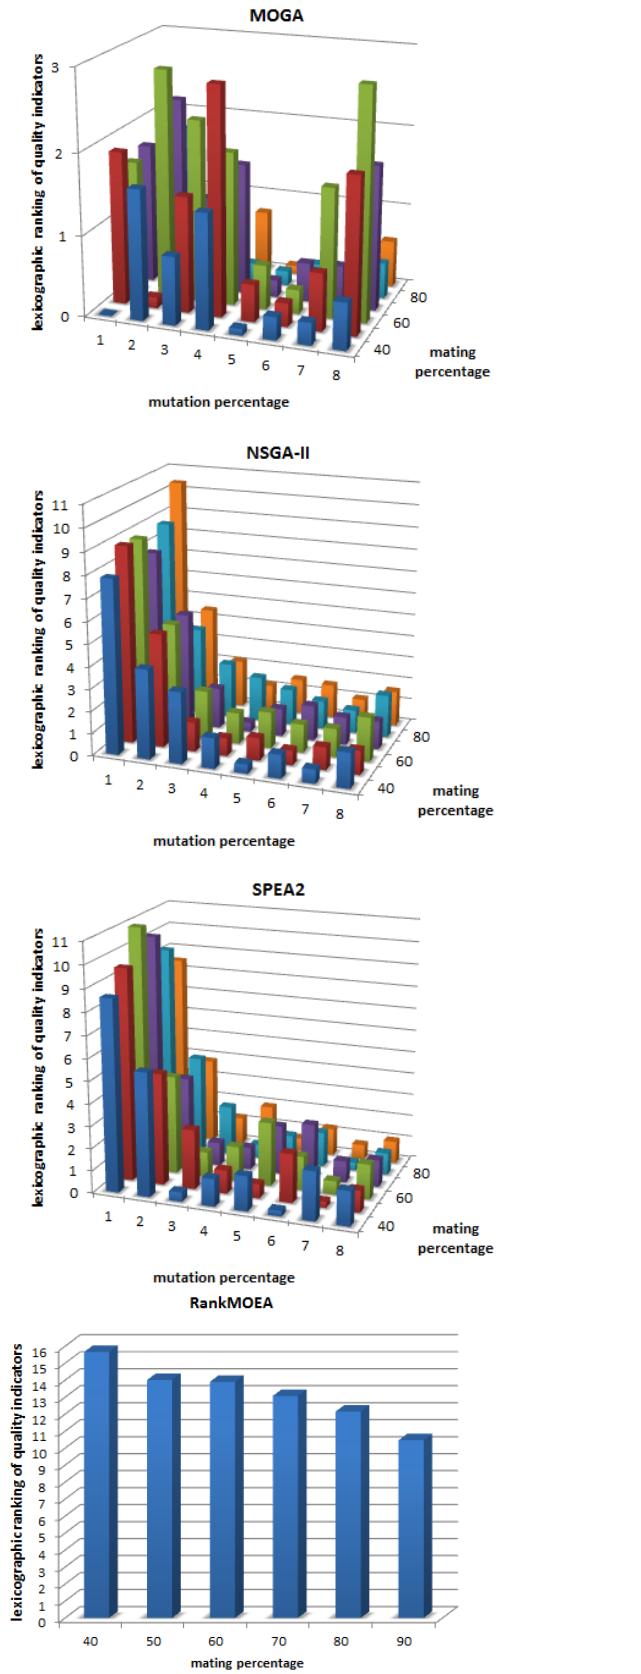 MOGA
lexicographic ranking of quality indicators
3
2
1
0
1 2 3 4 5 6 7 8
40
60
80
mating
percentage
mutation percentage
NSGA-II
lexicographic ranking of quality indicators
11
10
9
8
7
6
5
4
3
2
1
0
1 2 3 4 5 6 7 8
40
60
80
mating
percentage
mutation percentage
SPEA2
lexicographic ranking of quality indicators
11
10
9
8
7
6
5
4
3
2
1
0
1 2 3 4 5 6 7 8
40
60
80
mating
percentage
mutation percentage
RankMOEA
lexicographic ranking of quality indicators
16
15
14
13
12
11
10
9
8
7
6
5
4
3
2
1
0
40 50 60 70 80 90
mating percentage